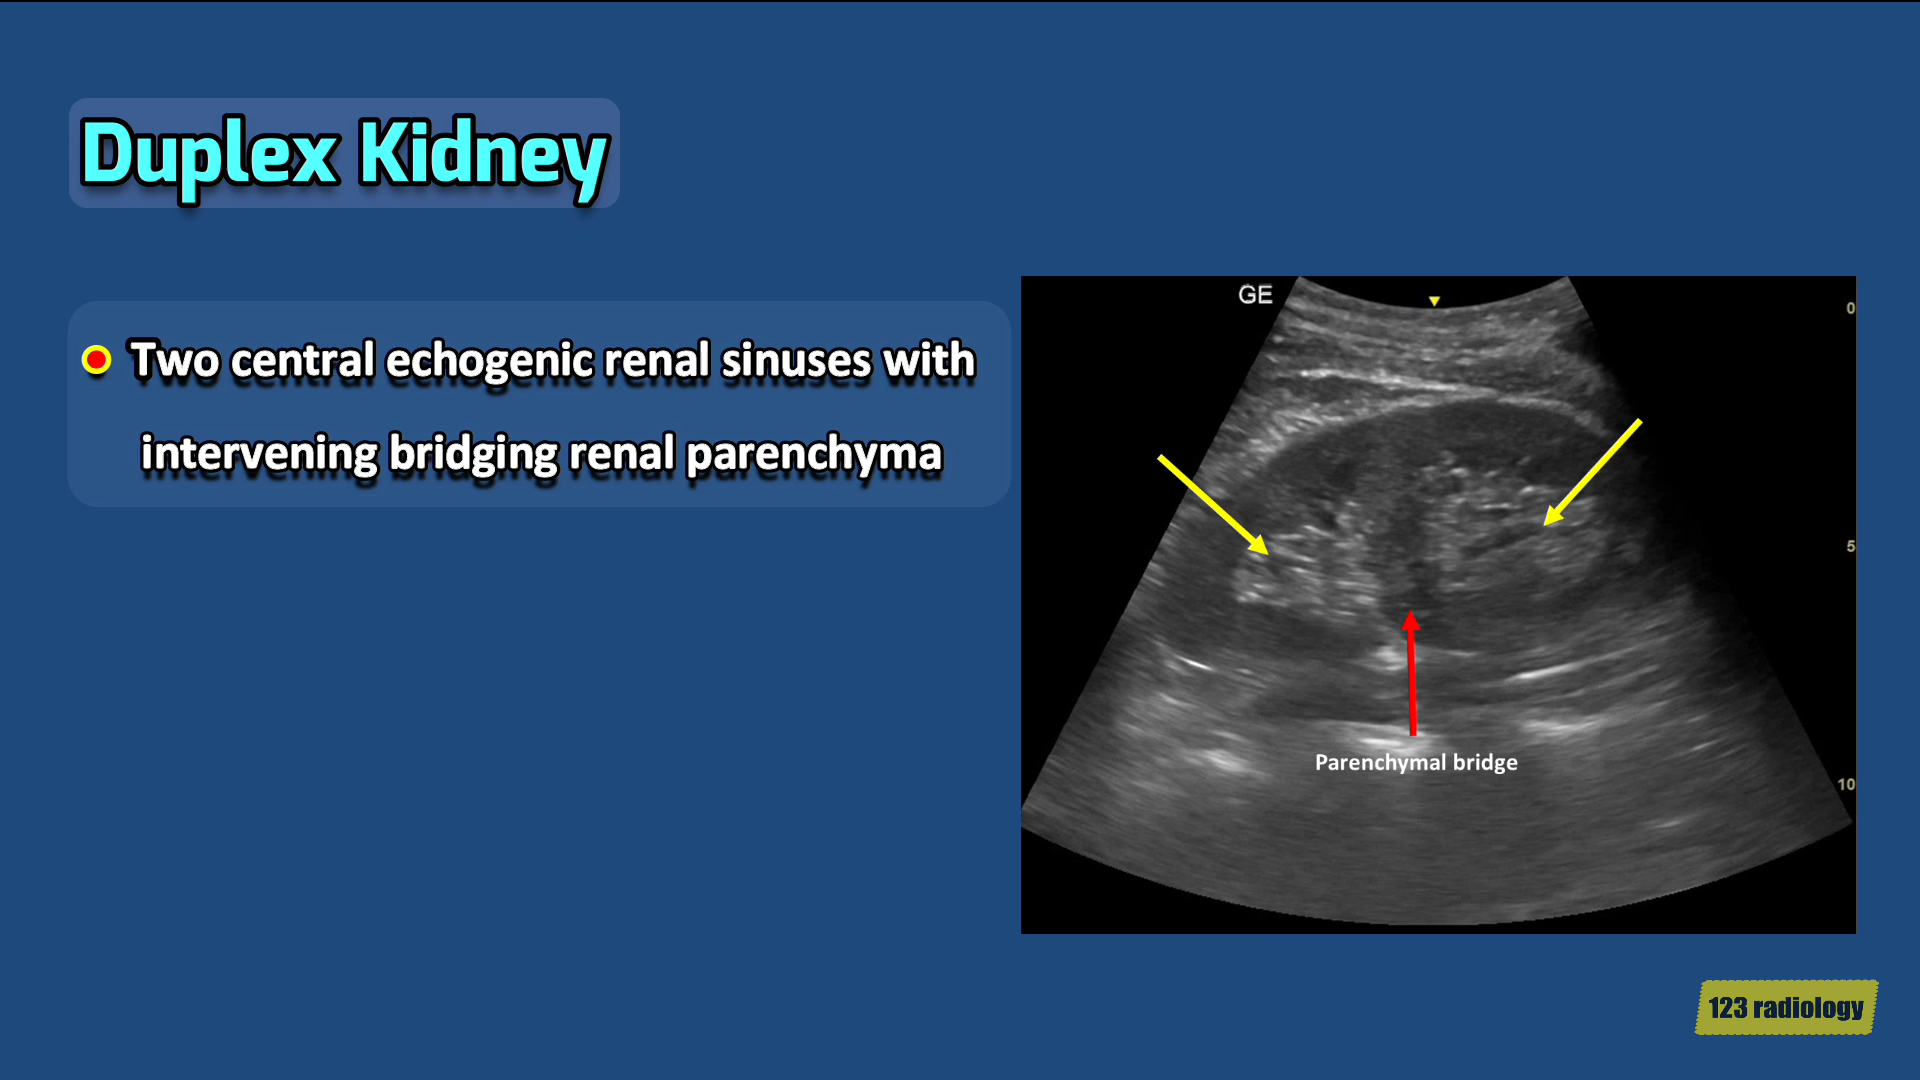 Duplex Kidney
Two central echogenic renal sinuses with
intervening bridging renal parenchyma
GE
0
5
10
Parenchymal bridge
123 radiology